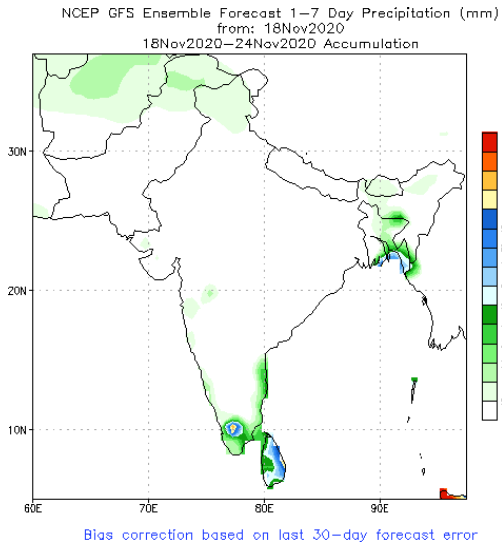 NCEP GFS Ensemble Forecast 1-7 Day Precipitation (mm)
from: 18Nov2020
18Nov2020-24Nov2020 Accumulation
30N
20N
10N
60E 70E 80E 90E
Bias correction based on last 30-day forecast error